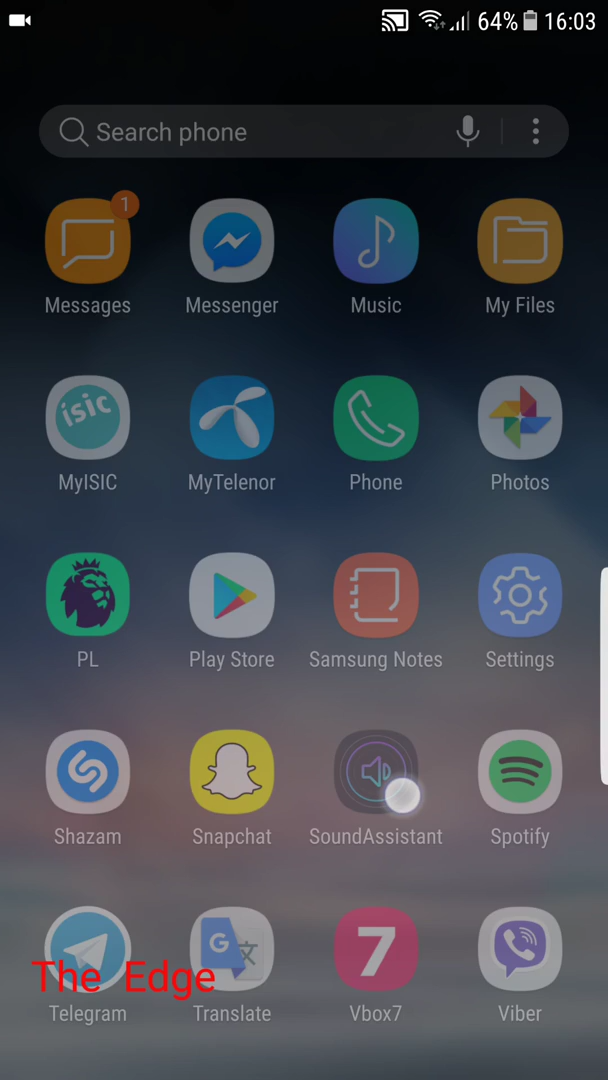 64% 16:03
Search phone
1
Messages Messenger Music My Files
isic
MyISIC MyTelenor Phone Photos
PL Play Store Samsung Notes Settings
Shazam Snapchat SoundAssistant Spotify
G 文 7
The Edge
Telegram Translate Vbox7 Viber